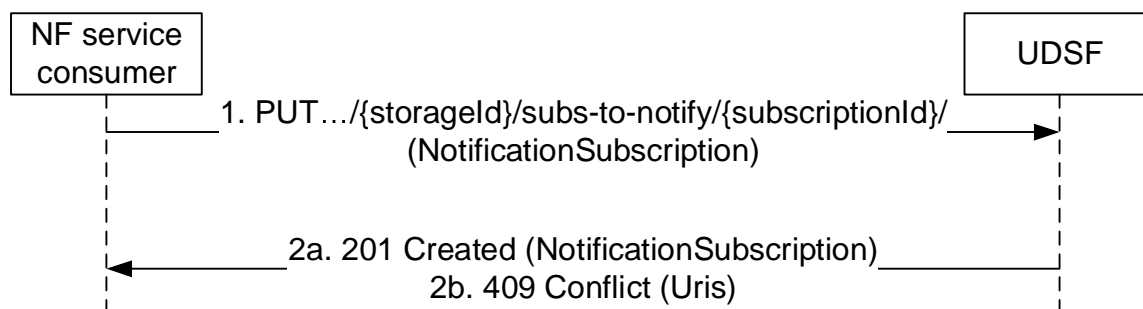 NF service
consumer
UDSF
1. PUT…/{storageId}/subs-to-notify/{subscriptionId}/
(NotificationSubscription)
2a. 201 Created (NotificationSubscription)
2b. 409 Conflict (Uris)